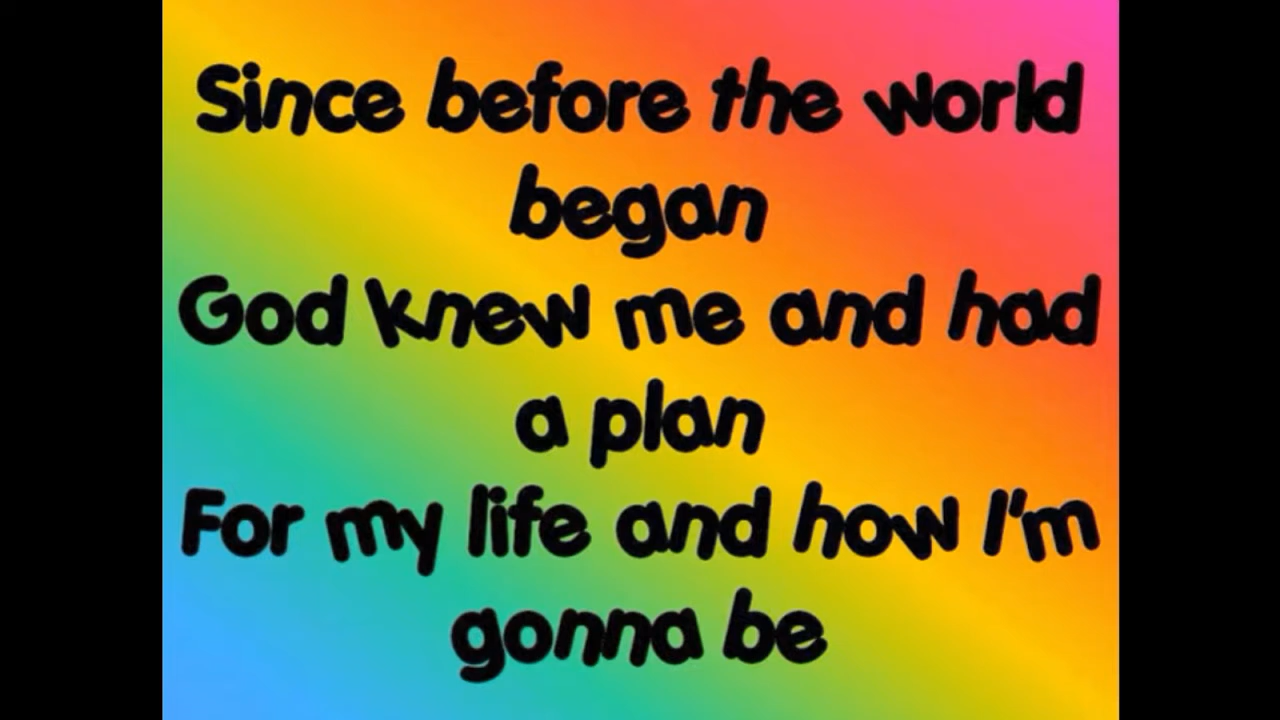 Since before the world
began
God knew me and had
a plan
For my life and how I'm
gonna be